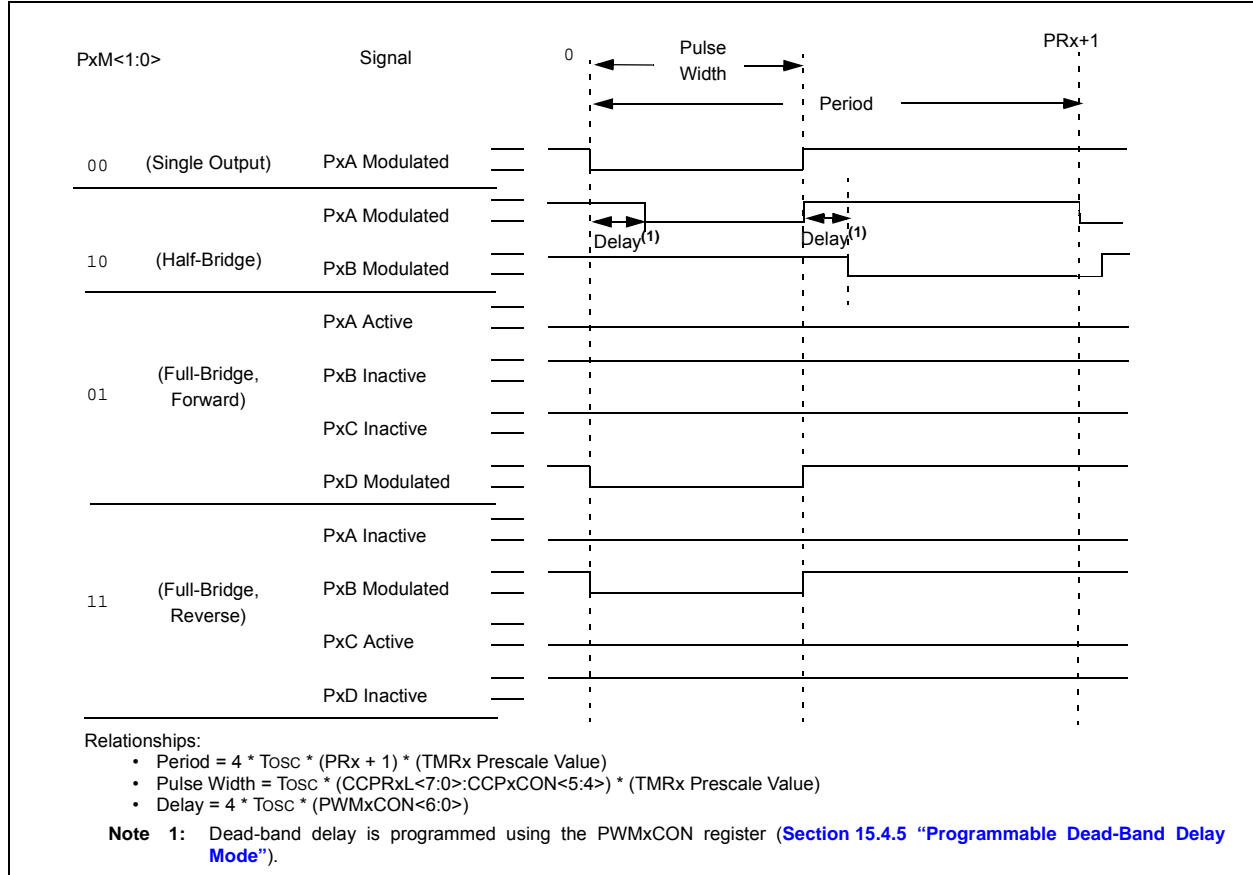 PxM<1:0> Signal 0 Pulse Width PRx+1
Period
00 (Single Output) PxA Modulated
PxA Modulated
Delay(1) Delay(1)
10 (Half-Bridge) PxB Modulated
PxA Active
01 (Full-Bridge, Forward) PxB Inactive
PxC Inactive
PxD Modulated
PxA Inactive
11 (Full-Bridge, Reverse) PxB Modulated
PxC Active
PxD Inactive
Relationships:
• Period = 4 * TOSC * (PRx + 1) * (TMRx Prescale Value)
• Pulse Width = TOSC * (CCPRxL<7:0>:CCPxCON<5:4>) * (TMRx Prescale Value)
• Delay = 4 * TOSC * (PWMxCON<6:0>)
Note 1: Dead-band delay is programmed using the PWMxCON register (Section 15.4.5 “Programmable Dead-Band Delay
Mode”).